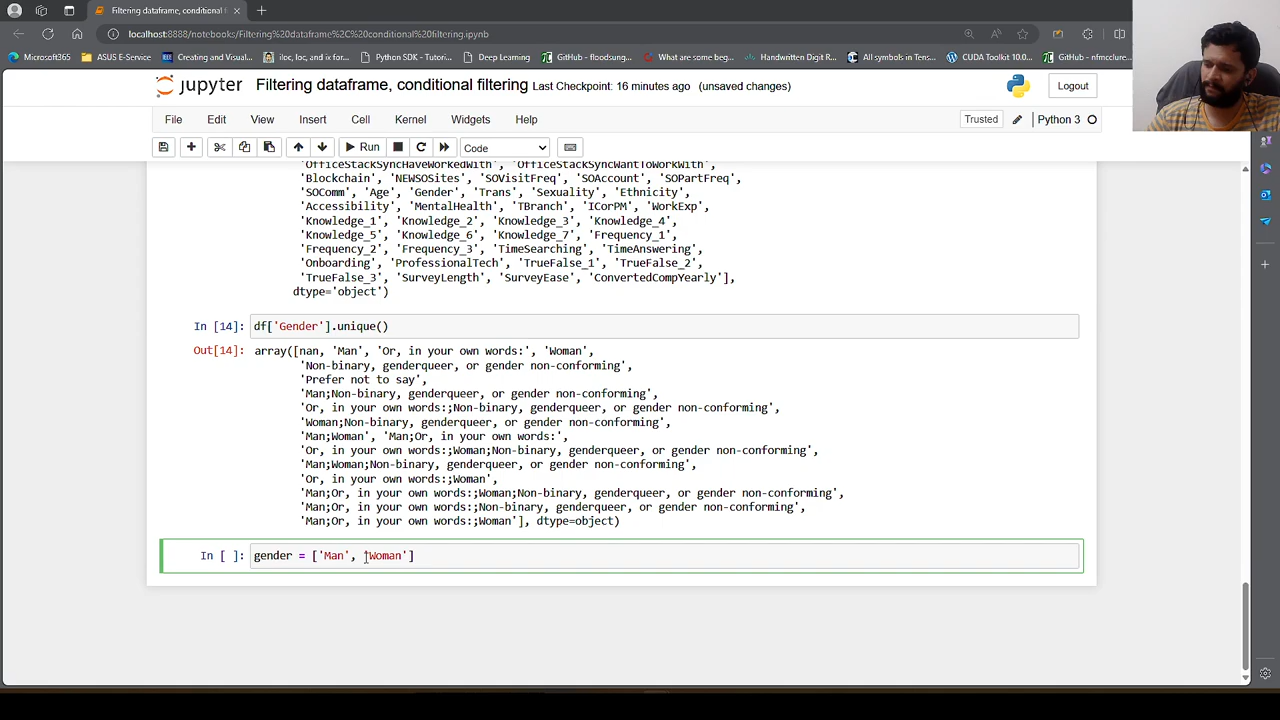 Filtering dataframe, conditional f
localhost:8888/notebooks/Filtering%20dataframe%2C%20conditional%20filtering.ipynb
Microsoft365 ASUS E-Service Creating and Visual... iloc, loc, and ix for... Python SDK - Tutori... Deep Learning GitHub - floodsung... What are some beg... Handwritten Digit R... All symbols in Tens... CUDA Toolkit 10.0 GitHub - nfmcclure...
jupyter Filtering dataframe, conditional filtering Last Checkpoint: 16 minutes ago (unsaved changes) Logout
File Edit View Insert Cell Kernel Widgets Help Trusted Python 3
Run Code
'OfficeStackSyncHaveWorkedWith', 'OfficeStackSyncWantToWorkWith',
'Blockchain', 'NEWSOSites', 'SOVisitFreq', 'SOAccount', 'SOPartFreq',
'SOComm', 'Age', 'Gender', 'Trans', 'Sexuality', 'Ethnicity',
'Accessibility', 'MentalHealth', 'TBranch', 'ICorPM', 'WorkExp',
'Knowledge_1', 'Knowledge_2', 'Knowledge_3', 'Knowledge_4',
'Knowledge_5', 'Knowledge_6', 'Knowledge_7', 'Frequency_1',
'Frequency_2', 'Frequency_3', 'TimeSearching', 'TimeAnswering',
'Onboarding', 'ProfessionalTech', 'TrueFalse_1', 'TrueFalse_2',
'TrueFalse_3', 'SurveyLength', 'SurveyEase', 'ConvertedCompYearly'],
dtype='object')
In [14]: df['Gender'].unique()
Out[14]: array([nan, 'Man', 'Or, in your own words:', 'Woman',
'Non-binary, genderqueer, or gender non-conforming',
'Prefer not to say',
'Man;Non-binary, genderqueer, or gender non-conforming',
'Or, in your own words:;Non-binary, genderqueer, or gender non-conforming',
'Woman;Non-binary, genderqueer, or gender non-conforming',
'Man;Woman', 'Man;Or, in your own words:',
'Or, in your own words:;Woman;Non-binary, genderqueer, or gender non-conforming',
'Man;Woman;Non-binary, genderqueer, or gender non-conforming',
'Or, in your own words:;Woman',
'Man;Or, in your own words:;Woman;Non-binary, genderqueer, or gender non-conforming',
'Man;Or, in your own words:;Non-binary, genderqueer, or gender non-conforming',
'Man;Or, in your own words:;Woman'], dtype=object)
In [ ]: gender = ['Man', 'Woman']